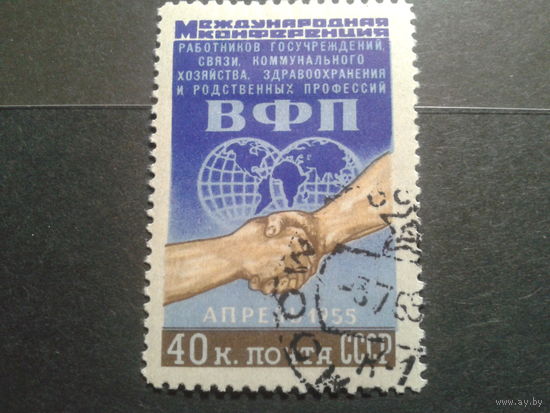 Международная
конференция
РАБОТНИКОВ ГОСУЧРЕЖДЕНИЙ,
СВЯЗИ, КОММУНАЛЬНОГО
ХОЗЯЙСТВА, ЗДРАВООХРАНЕНИЯ
И РОДСТВЕННЫХ ПРОФЕССИЙ
ВФП
АПРЕЛЬ 1955
40 к. почта СССР
www.ay.by